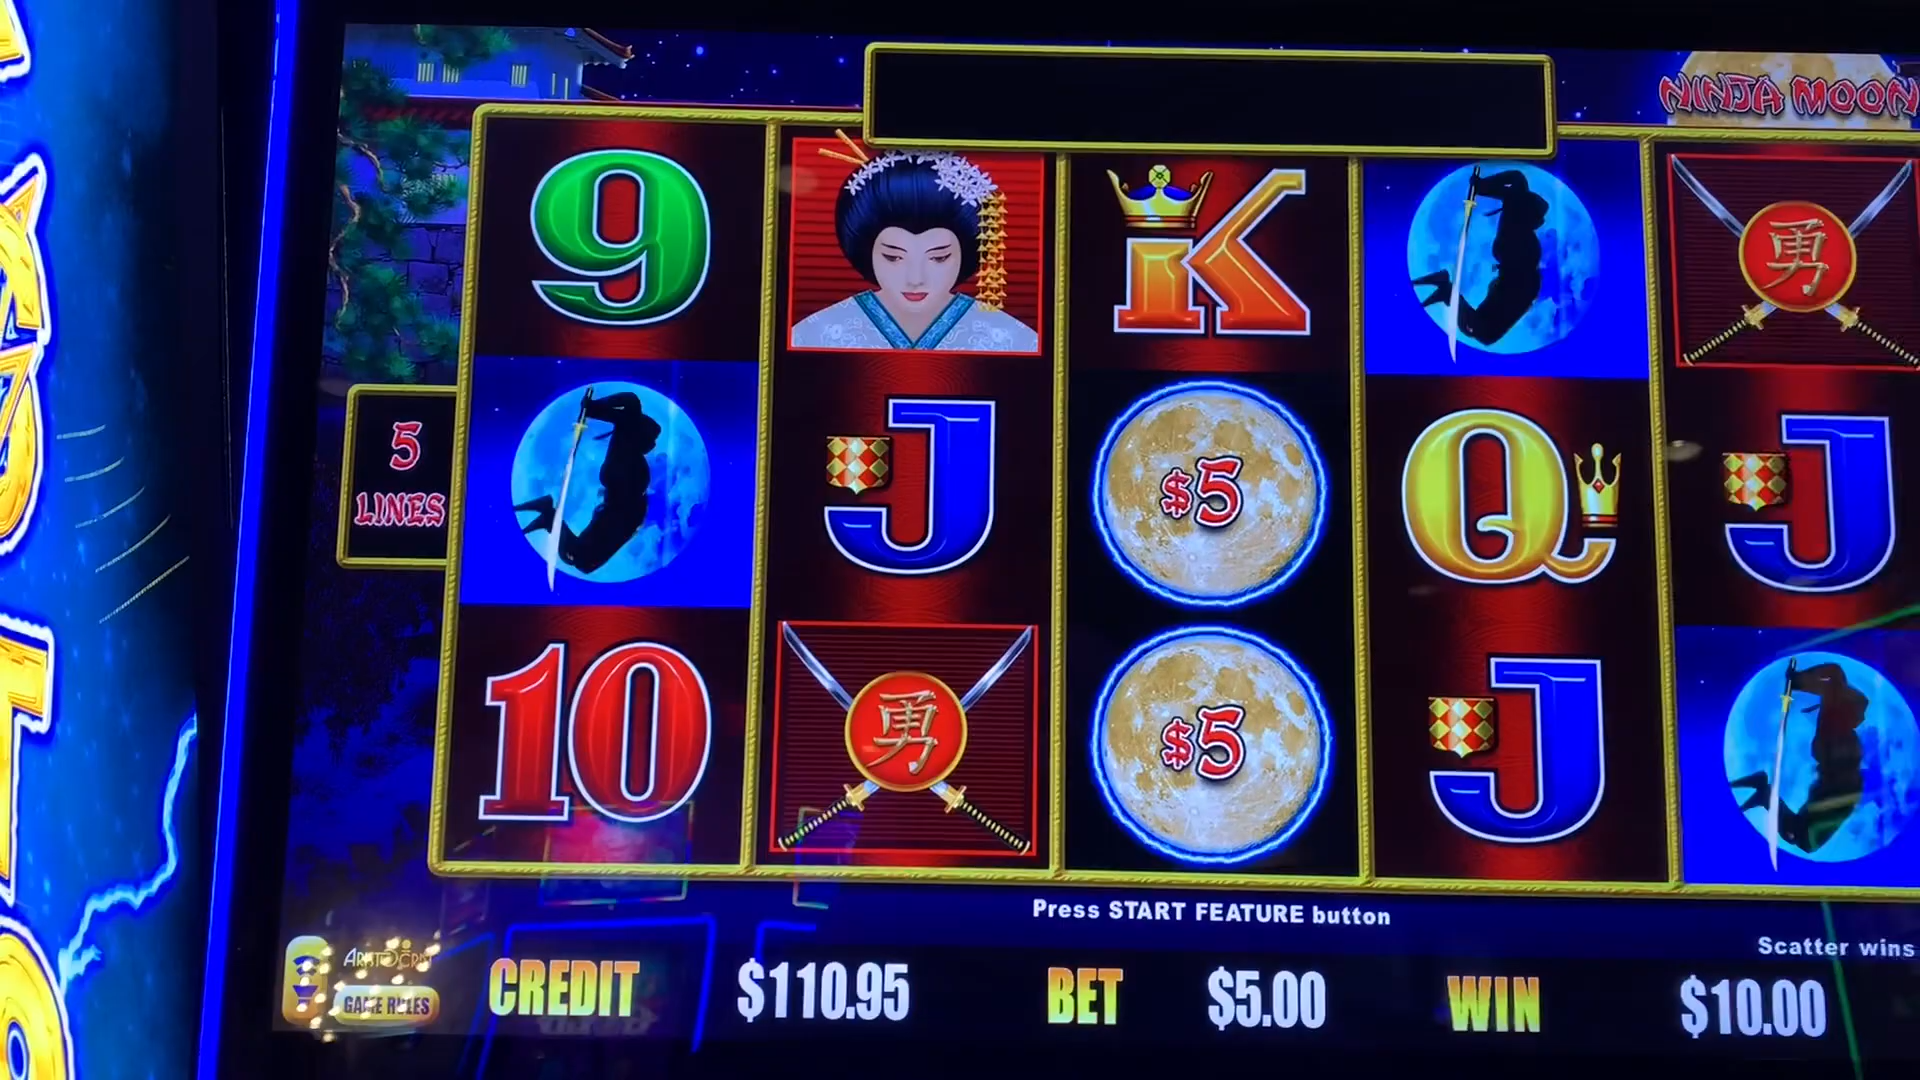 NINJA MOON
9
K
勇
5
LINES
J
$5
Q
J
10
勇
$5
J
Press START FEATURE button
Scatter wins
ARISTOCRAT
GAME RULES
CREDIT $110.95 BET $5.00 WIN $10.00